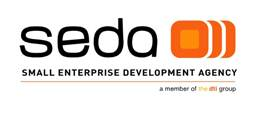 seda
SMALL ENTERPRISE DEVELOPMENT AGENCY
a member of the dti group